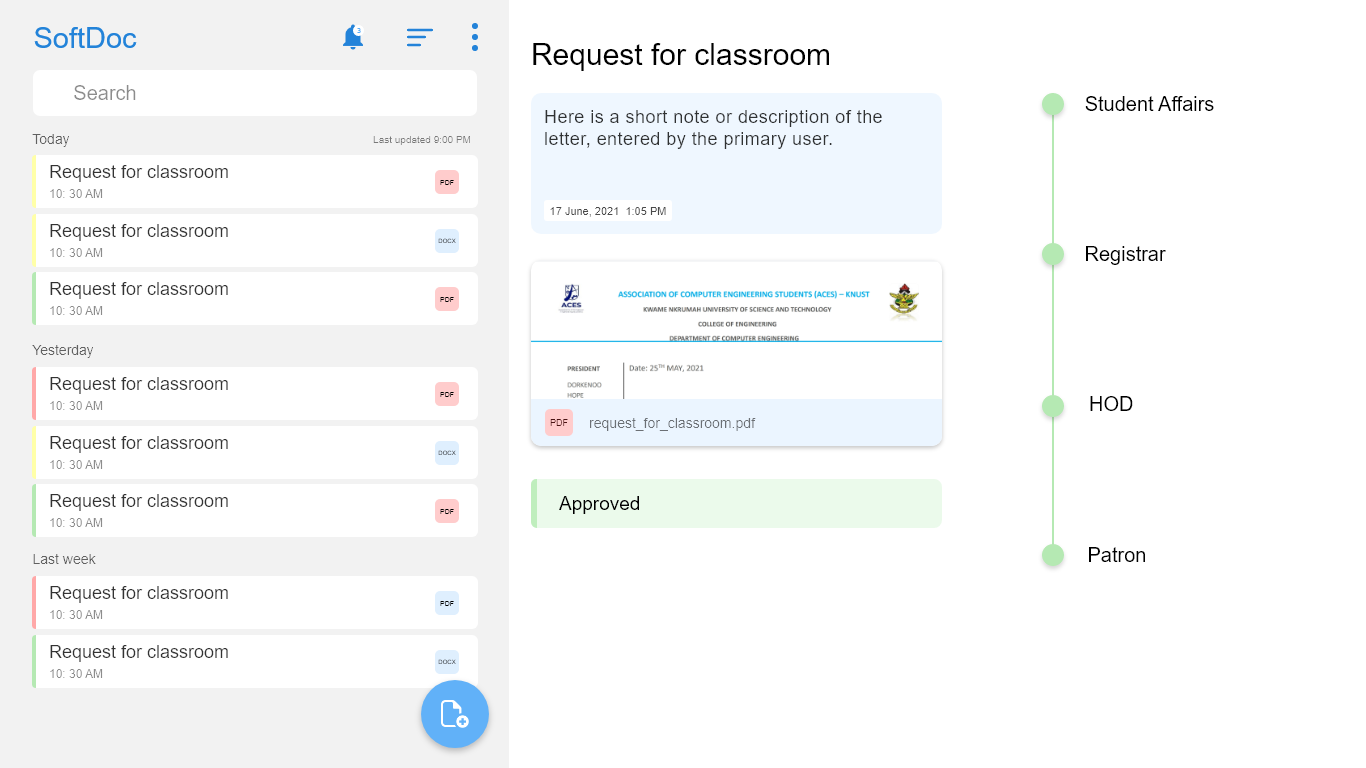 SoftDoc
3
Search
Today
Last updated 9:00 PM
Request for classroom
10: 30 AM
PDF
Request for classroom
10: 30 AM
DOCX
Request for classroom
10: 30 AM
PDF
Yesterday
Request for classroom
10: 30 AM
PDF
Request for classroom
10: 30 AM
DOCX
Request for classroom
10: 30 AM
PDF
Last week
Request for classroom
10: 30 AM
PDF
Request for classroom
10: 30 AM
DOCX
Request for classroom
Here is a short note or description of the
letter, entered by the primary user.
17 June, 2021 1:05 PM
ACES
ASSOCIATION OF COMPUTER ENGINEERING STUDENTS (ACES) – KNUST
KWAME NKRUMAH UNIVERSITY OF SCIENCE AND TECHNOLOGY
COLLEGE OF ENGINEERING
DEPARTMENT OF COMPUTER ENGINEERING
PRESIDENT
Date: 25TH MAY, 2021
DORKENOO
HOPE
PDF
request_for_classroom.pdf
Approved
Student Affairs
Registrar
HOD
Patron